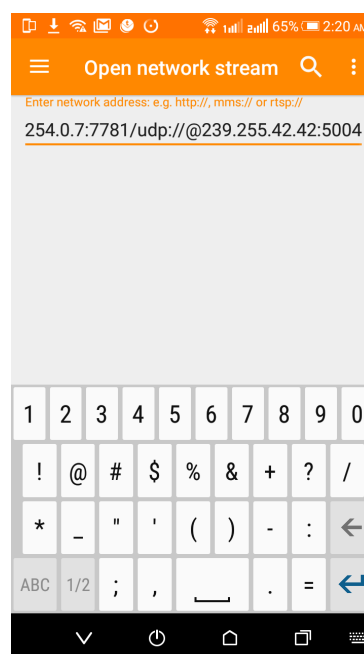 65% 2:20 AM
Open network stream
Enter network address: e.g. http://, mms:// or rtsp://
254.0.7:7781/udp://@239.255.42.42:5004
1 2 3 4 5 6 7 8 9 0
! @ # $ % & + ? /
* _ " ' ( ) - :
ABC 1/2 ; , . =